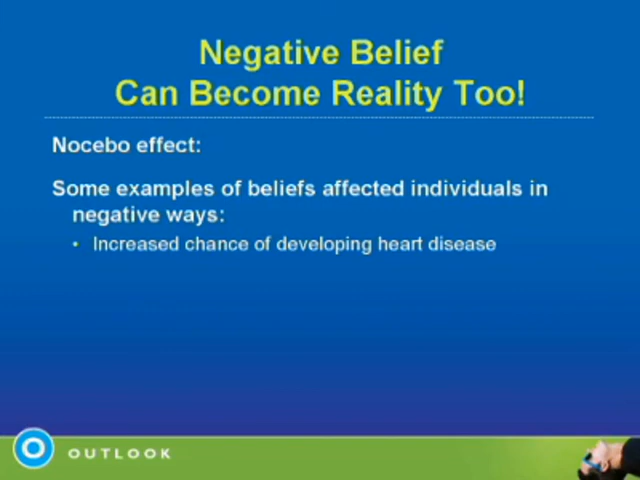 Negative Belief
Can Become Reality Too!
Nocebo effect:
Some examples of beliefs affected individuals in
negative ways:
• Increased chance of developing heart disease
OUTLOOK